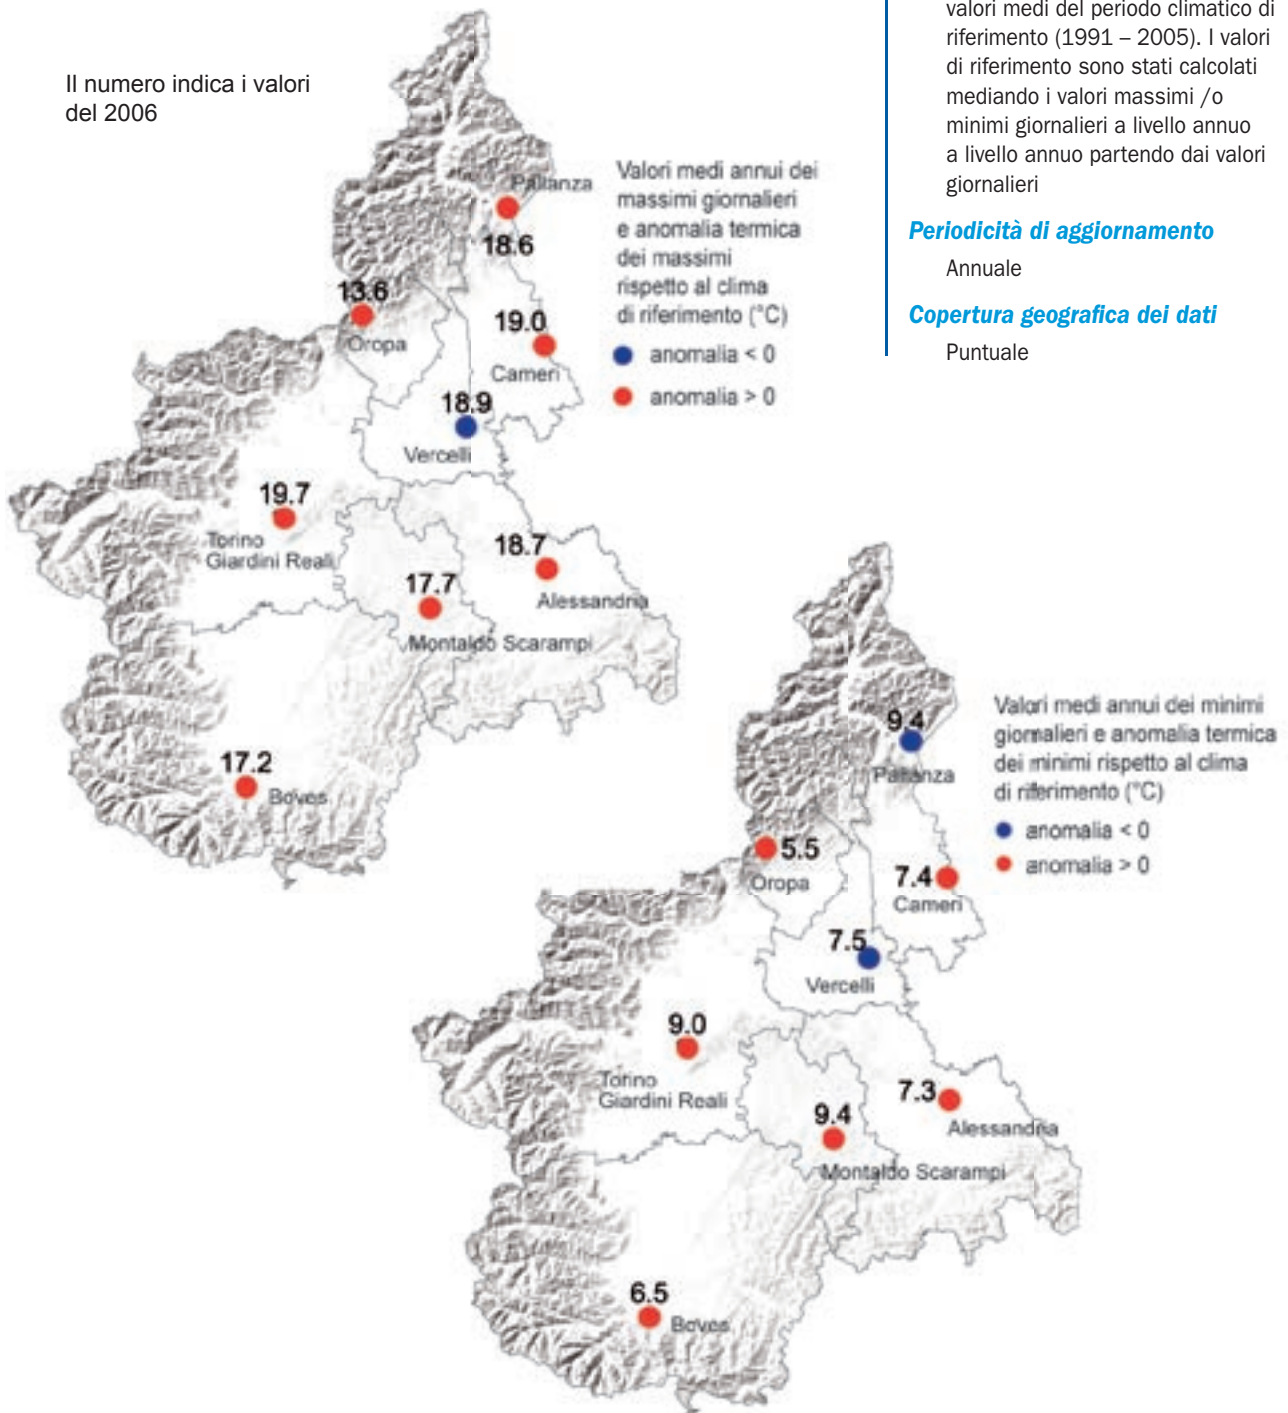 valori medi del periodo climatico di
riferimento (1991 – 2005). I valori
di riferimento sono stati calcolati
mediando i valori massimi /o
minimi giornalieri a livello annuo
a livello annuo partendo dai valori
giornalieri
Periodicità di aggiornamento
Annuale
Copertura geografica dei dati
Puntuale
Il numero indica i valori
del 2006
Valori medi annui dei
massimi giornalieri
e anomalia termica
dei massimi
rispetto al clima
di riferimento (°C)
anomalia < 0
anomalia > 0
Pallanza
18.6
13.6
Oropa
19.0
Cameri
18.9
Vercelli
19.7
Torino
Giardini Reali
18.7
Alessandria
17.7
Montaldo Scarampi
17.2
Boves
Valori medi annui dei minimi
giornalieri e anomalia termica
dei minimi rispetto al clima
di riferimento (°C)
anomalia < 0
anomalia > 0
9.4
Pallanza
5.5
Oropa
7.4
Cameri
7.5
Vercelli
9.0
Torino
Giardini Reali
7.3
Alessandria
9.4
Montaldo Scarampi
6.5
Boves